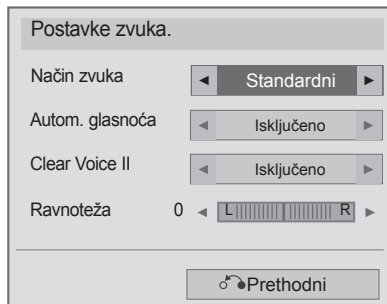 Postavke zvuka.
Način zvuka ◄ Standardni ►
Autom. glasnoća ◄ Isključeno ►
Clear Voice II ◄ Isključeno ►
Ravnoteža 0 ◄ L R ►
Prethodni